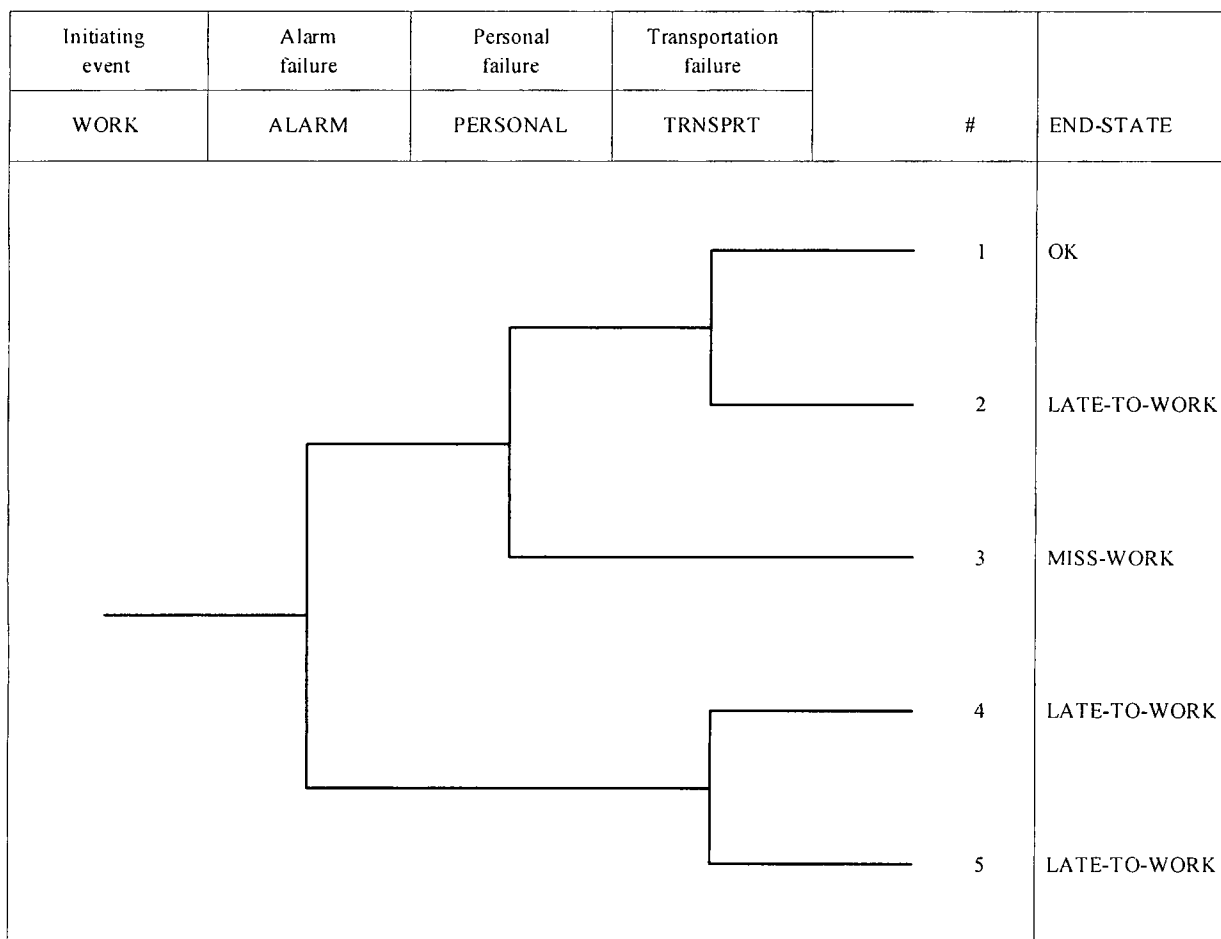 Initiating event
Alarm failure
Personal failure
Transportation failure
WORK ALARM PERSONAL TRNSPRT # END-STATE
1 OK
2 LATE-TO-WORK
3 MISS-WORK
4 LATE-TO-WORK
5 LATE-TO-WORK